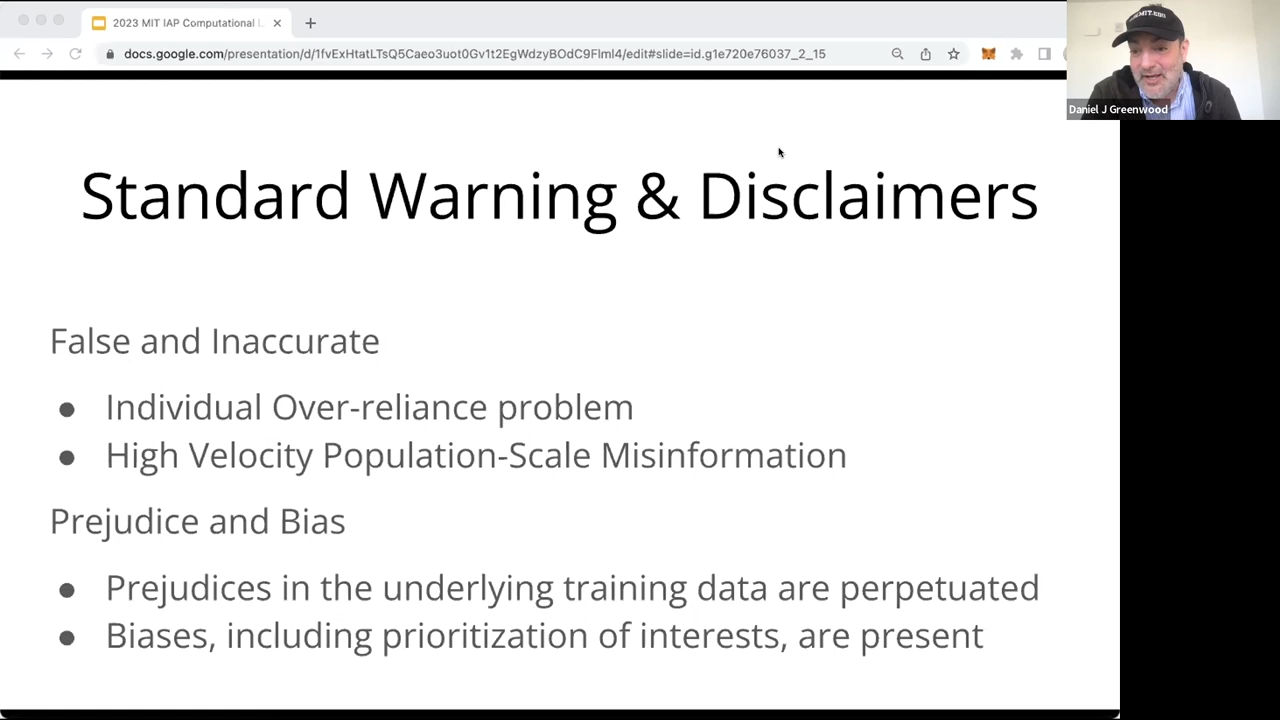 2023 MIT IAP Computational L
docs.google.com/presentation/d/1fvExHtatLTsQ5Caeo3uot0Gv1t2EgWdzyBOdC9Flml4/edit#slide=id.g1e720e76037_2_15
MIT.EDU
Daniel J Greenwood
Standard Warning & Disclaimers
False and Inaccurate
● Individual Over-reliance problem
● High Velocity Population-Scale Misinformation
Prejudice and Bias
● Prejudices in the underlying training data are perpetuated
● Biases, including prioritization of interests, are present